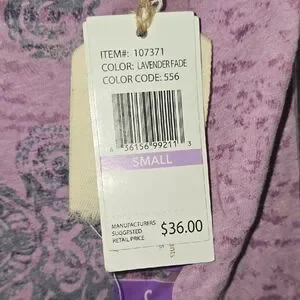 ITEM#: 107371
COLOR: LAVENDER FADE
COLOR CODE: 556
6 36156 99211 3
SMALL
MANUFACTURERS
SUGGESTED
RETAIL PRICE
$36.00
S